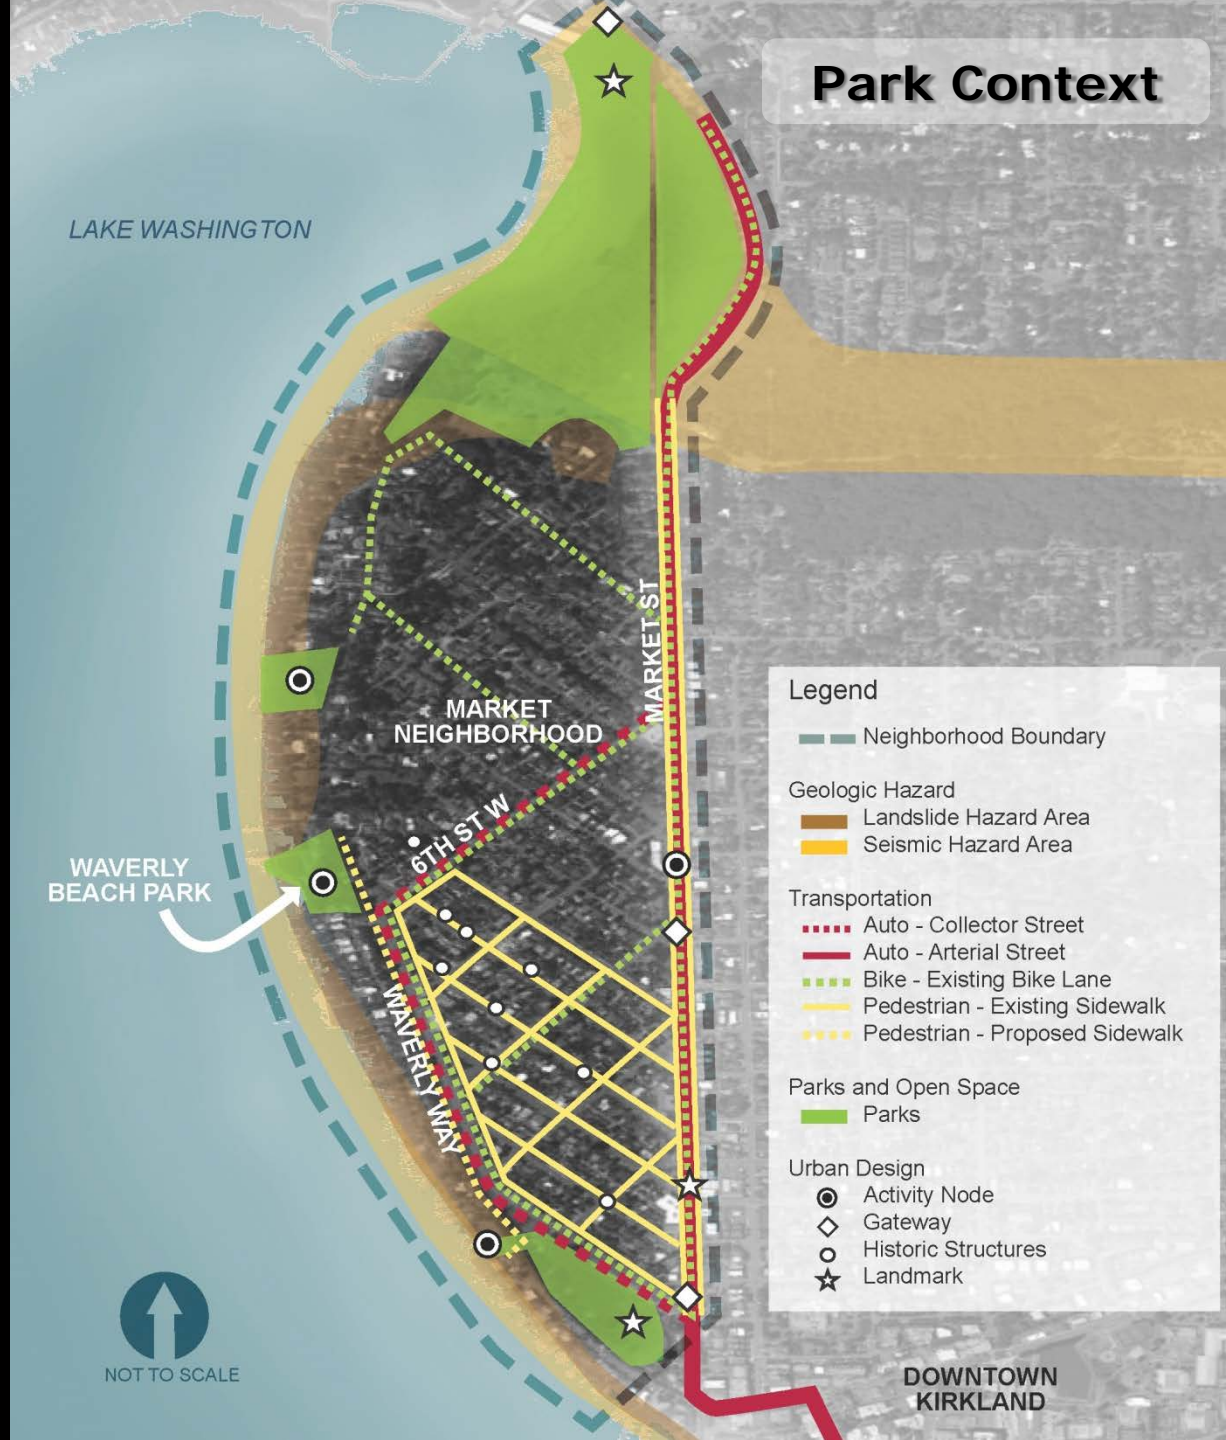 Park Context
LAKE WASHINGTON
MARKET ST
MARKET
NEIGHBORHOOD
6TH ST W
WAVERLY
BEACH PARK
WAVERLY WAY
Legend
Neighborhood Boundary
Geologic Hazard
Landslide Hazard Area
Seismic Hazard Area
Transportation
Auto - Collector Street
Auto - Arterial Street
Bike - Existing Bike Lane
Pedestrian - Existing Sidewalk
Pedestrian - Proposed Sidewalk
Parks and Open Space
Parks
Urban Design
Activity Node
Gateway
Historic Structures
Landmark
NOT TO SCALE
DOWNTOWN
KIRKLAND